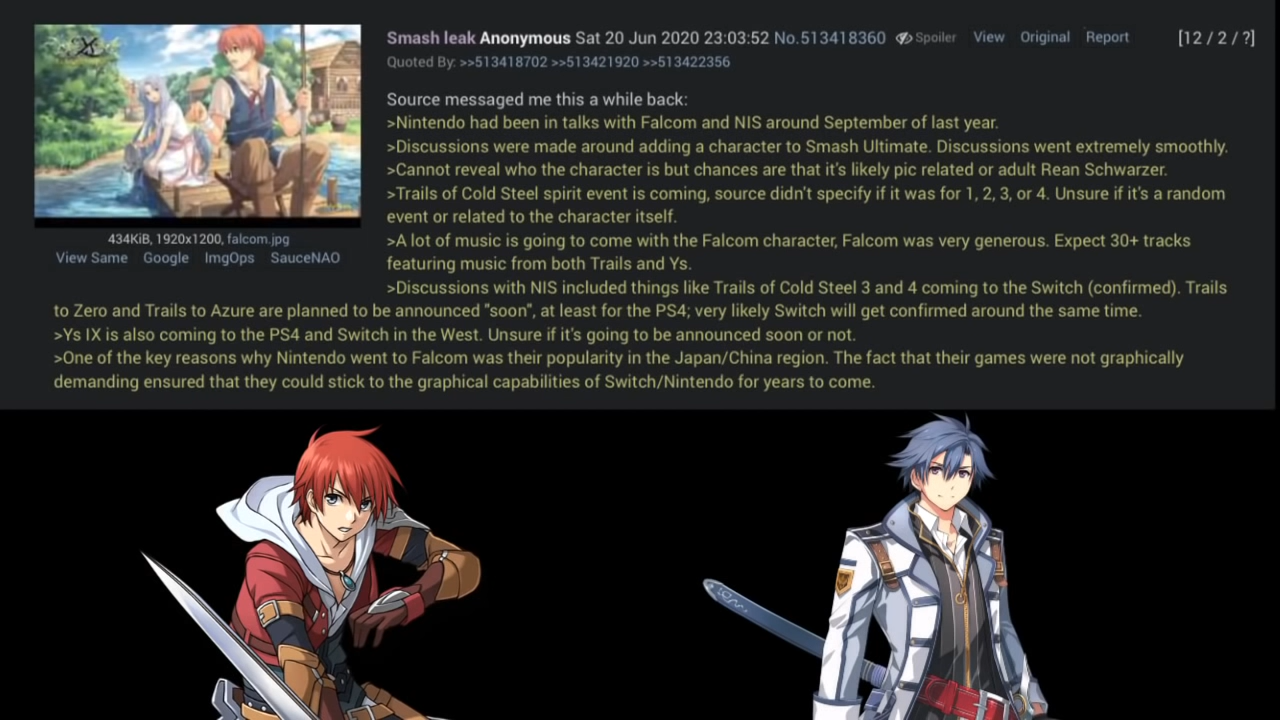 Smash leak Anonymous Sat 20 Jun 2020 23:03:52 No.513418360 Spoiler View Original Report [12 / 2 / ?]
Quoted By: >>513418702 >>513421920 >>513422356
Source messaged me this a while back:
>Nintendo had been in talks with Falcom and NIS around September of last year.
>Discussions were made around adding a character to Smash Ultimate. Discussions went extremely smoothly.
>Cannot reveal who the character is but chances are that it's likely pic related or adult Rean Schwarzer.
>Trails of Cold Steel spirit event is coming, source didn't specify if it was for 1, 2, 3, or 4. Unsure if it's a random
event or related to the character itself.
434KiB, 1920x1200, falcom.jpg
View Same Google ImgOps SauceNAO
>A lot of music is going to come with the Falcom character, Falcom was very generous. Expect 30+ tracks
featuring music from both Trails and Ys.
>Discussions with NIS included things like Trails of Cold Steel 3 and 4 coming to the Switch (confirmed). Trails
to Zero and Trails to Azure are planned to be announced "soon", at least for the PS4; very likely Switch will get confirmed around the same time.
>Ys IX is also coming to the PS4 and Switch in the West. Unsure if it's going to be announced soon or not.
>One of the key reasons why Nintendo went to Falcom was their popularity in the Japan/China region. The fact that their games were not graphically
demanding ensured that they could stick to the graphical capabilities of Switch/Nintendo for years to come.